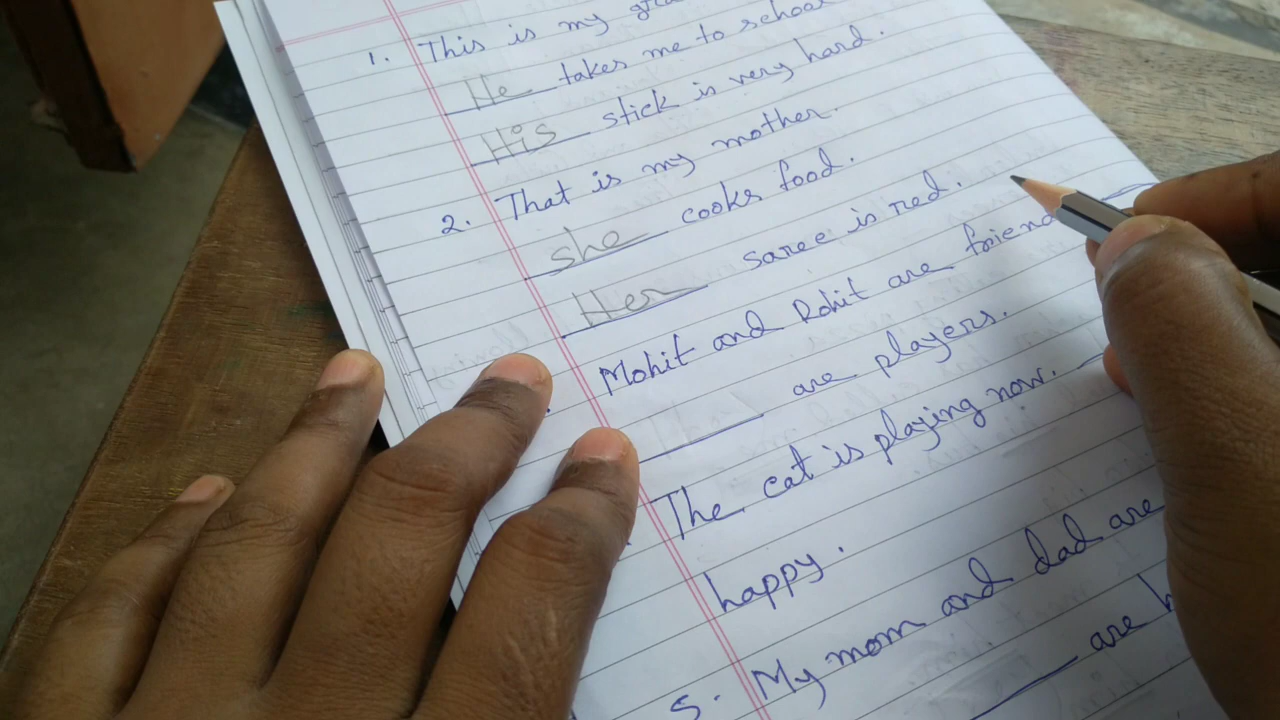 1. This is my
He takes me to school
His stick is very hard.
2. That is my mother.
she cooks food.
Her saree is red.
Mohit and Rohit are friend
are players.
The cat is playing now.
happy.
5. My mom and dad are
are h